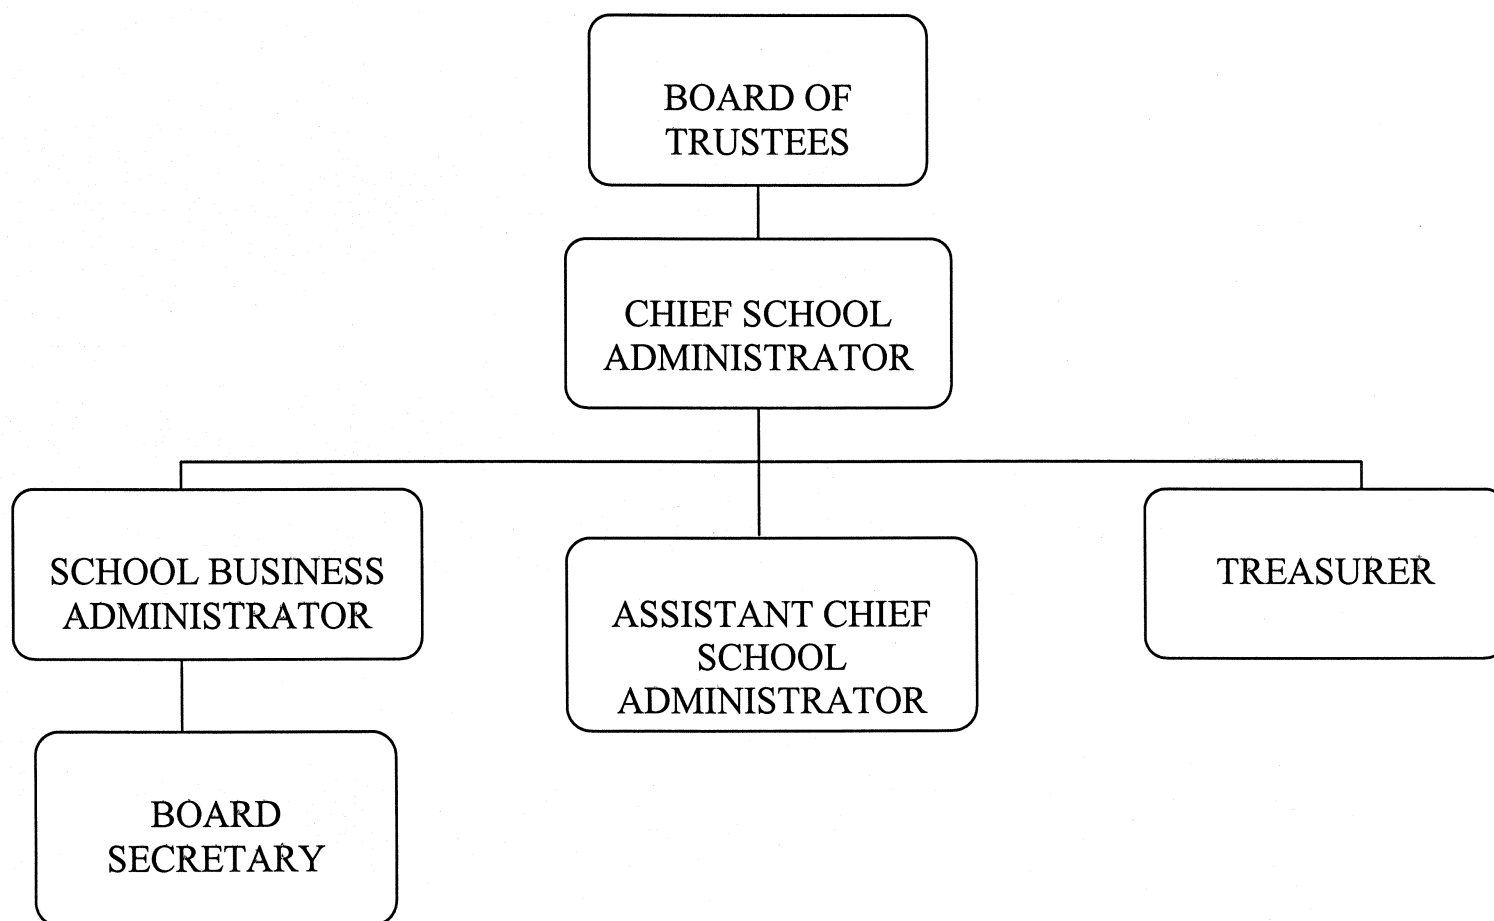 BOARD OF
TRUSTEES
CHIEF SCHOOL
ADMINISTRATOR
SCHOOL BUSINESS
ADMINISTRATOR
ASSISTANT CHIEF
SCHOOL
ADMINISTRATOR
TREASURER
BOARD
SECRETARY